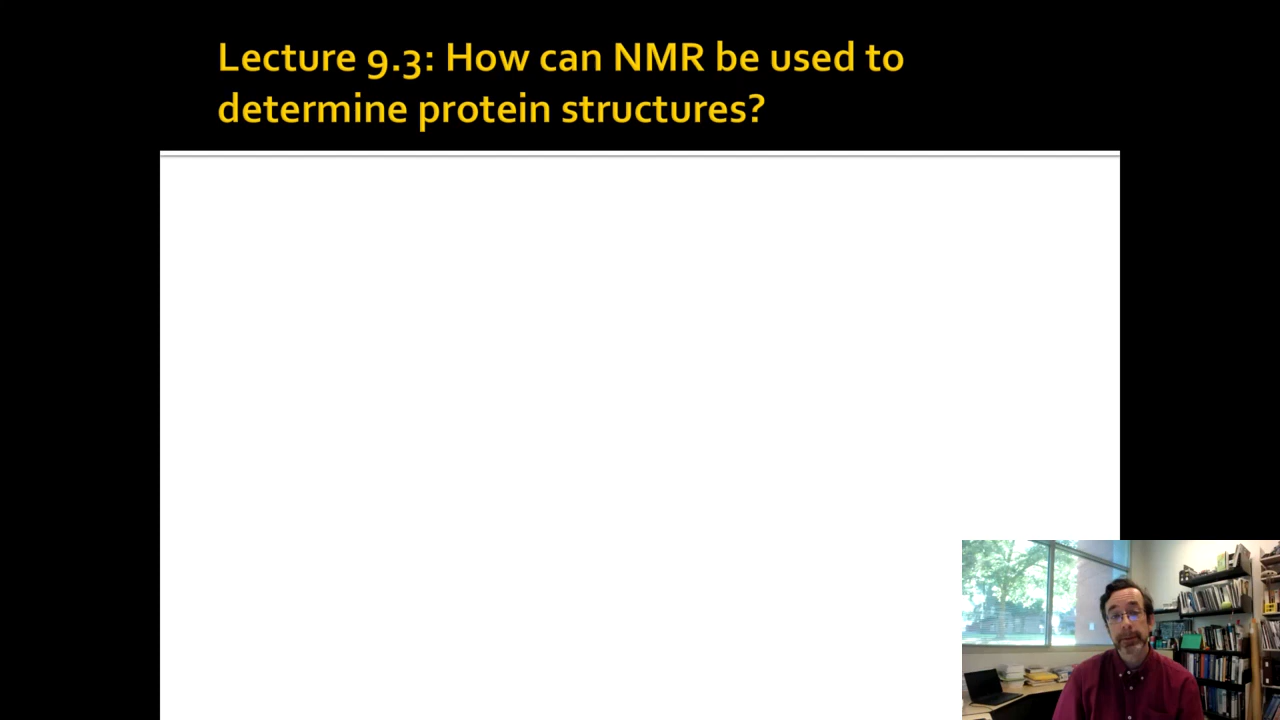 Lecture 9.3: How can NMR be used to
determine protein structures?